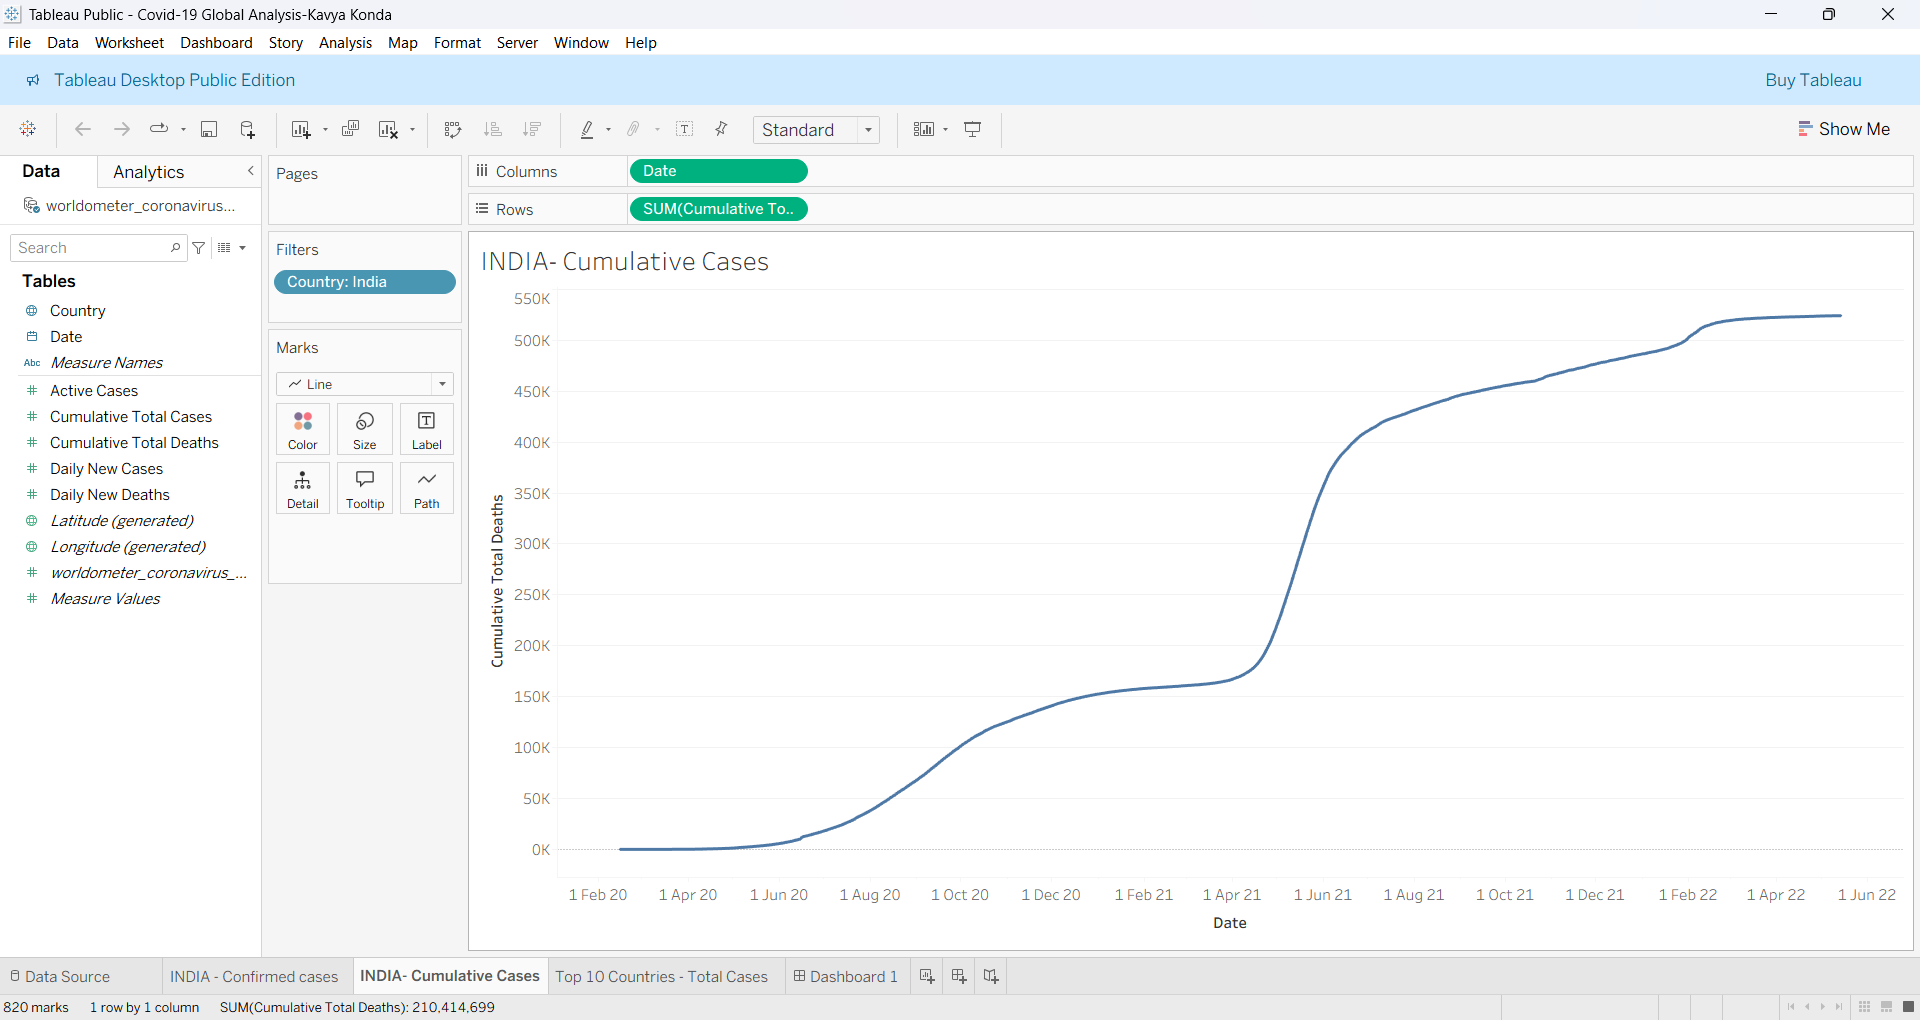 Tableau Public - Covid-19 Global Analysis-Kavya Konda
File Data Worksheet Dashboard Story Analysis Map Format Server Window Help
Tableau Desktop Public Edition
Buy Tableau
Standard
Show Me
Data
Analytics
worldometer_coronavirus...
Search
Tables
Country
Date
Abc Measure Names
Active Cases
Cumulative Total Cases
Cumulative Total Deaths
Daily New Cases
Daily New Deaths
Latitude (generated)
Longitude (generated)
worldometer_coronavirus_...
Measure Values
Pages
Filters
Country: India
Marks
Line
Color
Size
Label
Detail
Tooltip
Path
Columns
Date
Rows
SUM(Cumulative To..
INDIA- Cumulative Cases
Cumulative Total Deaths
550K
500K
450K
400K
350K
300K
250K
200K
150K
100K
50K
0K
1 Feb 20 1 Apr 20 1 Jun 20 1 Aug 20 1 Oct 20 1 Dec 20 1 Feb 21 1 Apr 21 1 Jun 21 1 Aug 21 1 Oct 21 1 Dec 21 1 Feb 22 1 Apr 22 1 Jun 22
Date
Data Source
INDIA - Confirmed cases
INDIA- Cumulative Cases
Top 10 Countries - Total Cases
Dashboard 1
820 marks 1 row by 1 column SUM(Cumulative Total Deaths): 210,414,699